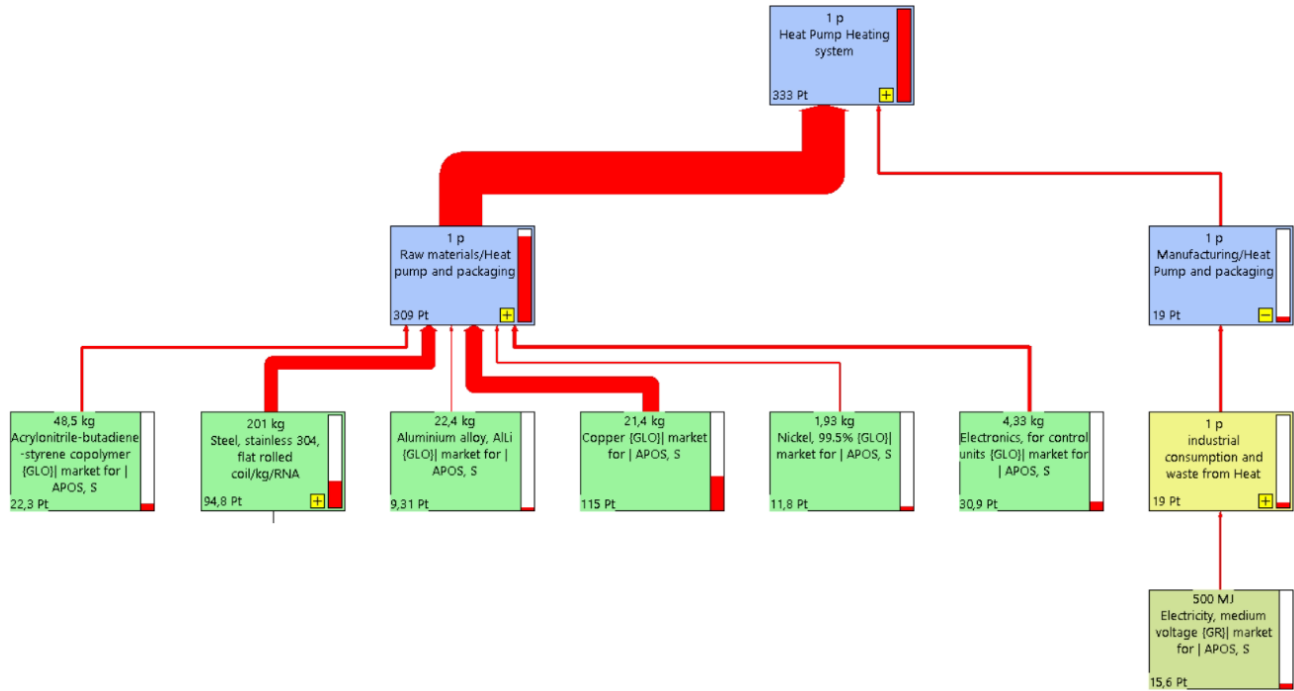 1 p
Heat Pump Heating
system
333 Pt
1 p
Raw materials/Heat
pump and packaging
309 Pt
1 p
Manufacturing/Heat
Pump and packaging
19 Pt
48,5 kg
Acrylonitrile-butadiene
-styrene copolymer
{GLO}| market for |
APOS, S
22,3 Pt
201 kg
Steel, stainless 304,
flat rolled
coil/kg/RNA
94,8 Pt
22,4 kg
Aluminium alloy, AlLi
{GLO}| market for |
APOS, S
9,31 Pt
21,4 kg
Copper {GLO}| market
for | APOS, S
115 Pt
1,93 kg
Nickel, 99.5% {GLO}|
market for | APOS, S
11,8 Pt
4,33 kg
Electronics, for control
units {GLO}| market for
| APOS, S
30,9 Pt
1 p
industrial
consumption and
waste from Heat
19 Pt
500 MJ
Electricity, medium
voltage {GR}| market
for | APOS, S
15,6 Pt